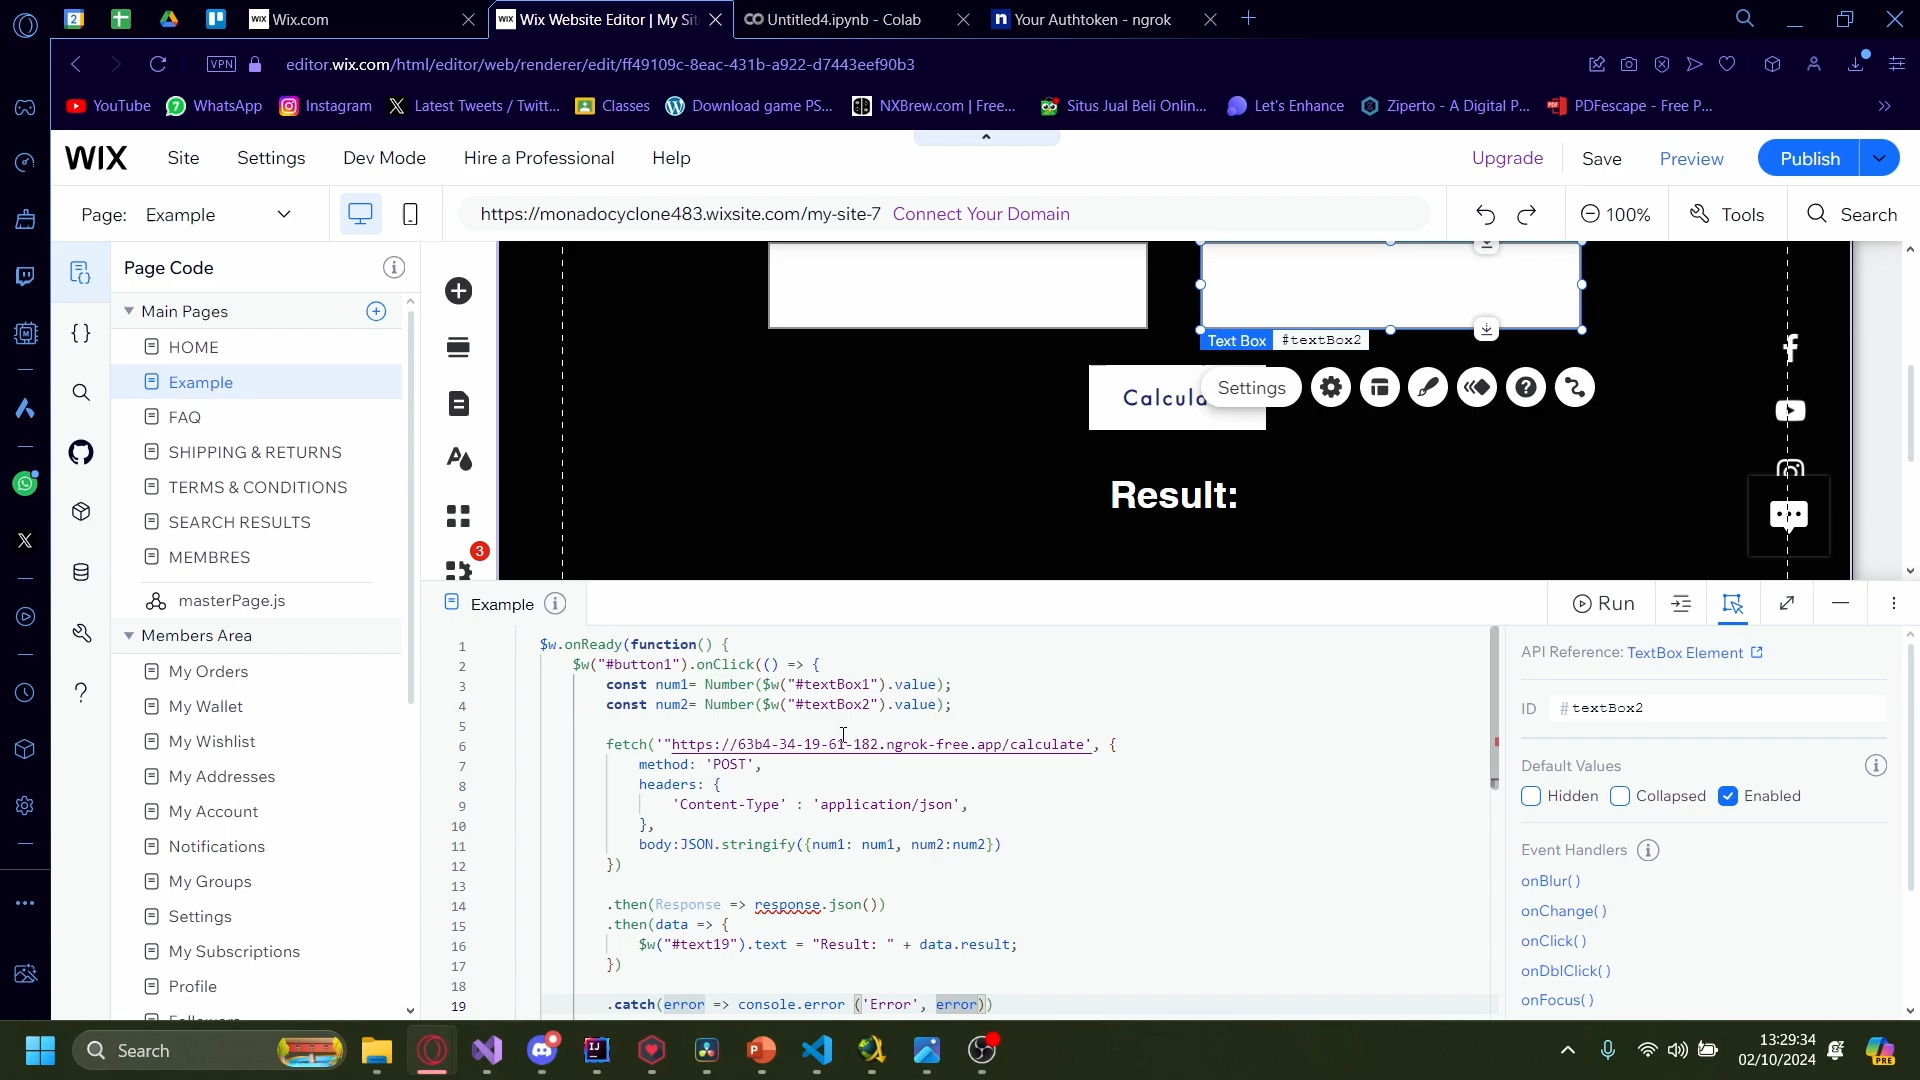 Wix.com
Wix Website Editor | My Sit
Untitled4.ipynb - Colab
Your Authtoken - ngrok
VPN
editor.wix.com/html/editor/web/renderer/edit/ff49109c-8eac-431b-a922-d7443eef90b3
YouTube
WhatsApp
Instagram
Latest Tweets / Twitt...
Classes
Download game PS...
NXBrew.com | Free...
Situs Jual Beli Onlin...
Let's Enhance
Ziperto - A Digital P...
PDFescape - Free P...
WIX
Site
Settings
Dev Mode
Hire a Professional
Help
Upgrade
Save
Preview
Publish
Page: Example
https://monadocyclone483.wixsite.com/my-site-7 Connect Your Domain
100%
Tools
Search
Page Code
Main Pages
HOME
Example
FAQ
SHIPPING & RETURNS
TERMS & CONDITIONS
SEARCH RESULTS
MEMBRES
masterPage.js
Members Area
My Orders
My Wallet
My Wishlist
My Addresses
My Account
Notifications
My Groups
Settings
My Subscriptions
Profile
3
Text Box #textBox2
Calcula
Settings
Result:
Example
Run
1 $w.onReady(function() {
2 $w("#button1").onClick(() => {
3 const num1= Number($w("#textBox1").value);
4 const num2= Number($w("#textBox2").value);
5
6 fetch('"https://63b4-34-19-61-182.ngrok-free.app/calculate', {
7 method: 'POST',
8 headers: {
9 'Content-Type' : 'application/json',
10 },
11 body:JSON.stringify({num1: num1, num2:num2})
12 })
13
14 .then(Response => response.json())
15 .then(data => {
16 $w("#text19").text = "Result: " + data.result;
17 })
18
19 .catch(error => console.error ('Error', error))
API Reference: TextBox Element
ID # textBox2
Default Values
Hidden Collapsed Enabled
Event Handlers
onBlur( )
onChange( )
onClick( )
onDblClick( )
onFocus( )
Search
13:29:34
02/10/2024